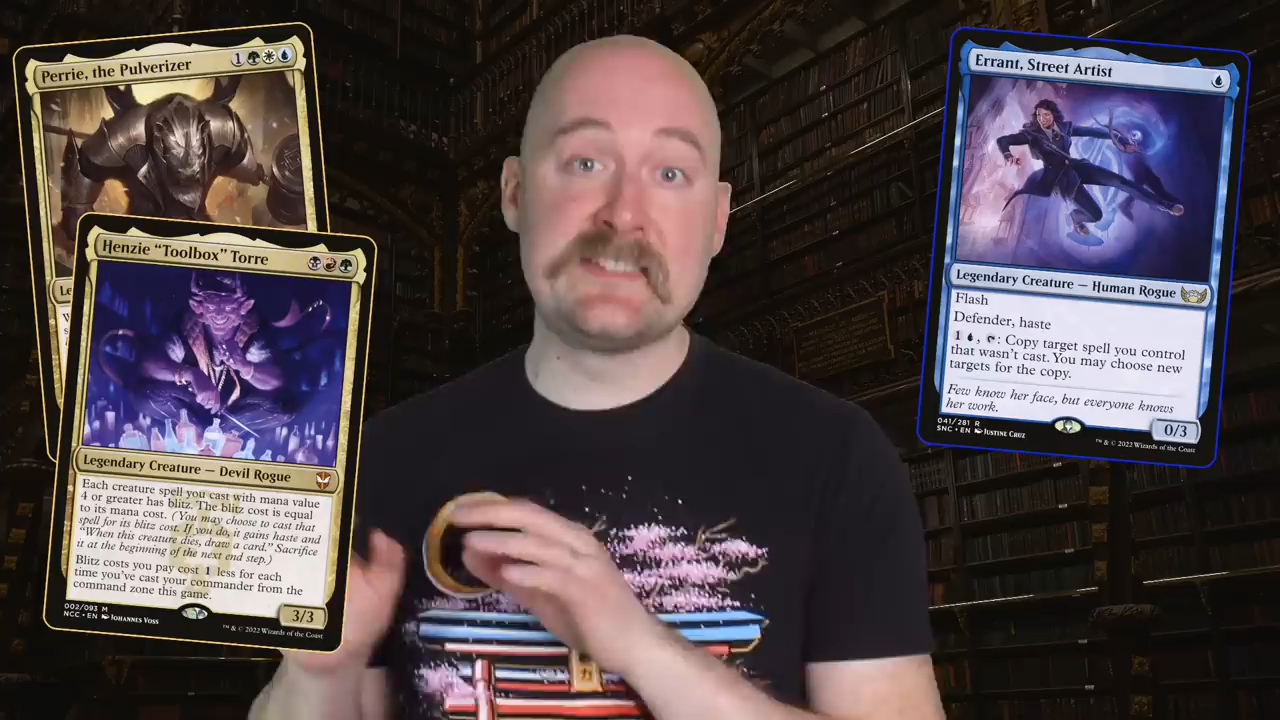 Perrie, the Pulverizer
1
Henzie "Toolbox" Torre
Legendary Creature — Devil Rogue
Each creature spell you cast with mana value
4 or greater has blitz. The blitz cost is equal
to its mana cost. (You may choose to cast that
spell for its blitz cost. If you do, it gains haste and
"When this creature dies, draw a card." Sacrifice
it at the beginning of the next end step.)
Blitz costs you pay cost 1 less for each
time you've cast your commander from the
command zone this game.
3/3
002/093 M
NCC • EN Johannes Voss
™ & © 2022 Wizards of the Coast
Errant, Street Artist
Legendary Creature — Human Rogue
Flash
Defender, haste
1 , : Copy target spell you control
that wasn't cast. You may choose new
targets for the copy.
Few know her face, but everyone knows
her work.
0/3
041/281 R
SNC • EN Justine Cruz
™ & © 2022 Wizards of the Coast